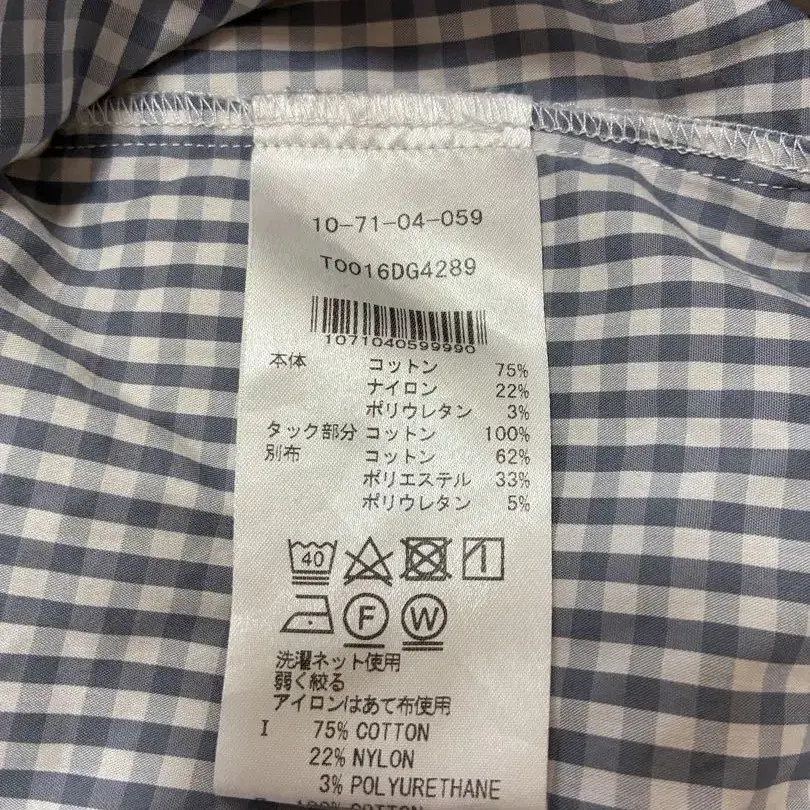 10-71-04-059
T0016DG4289
1071040599990
本体 コットン 75%
ナイロン 22%
ポリウレタン 3%
タック部分 コットン 100%
別布 コットン 62%
ポリエステル 33%
ポリウレタン 5%
40
F W
洗濯ネット使用
弱く絞る
アイロンはあて布使用
I 75% COTTON
22% NYLON
3% POLYURETHANE
100% COTTON